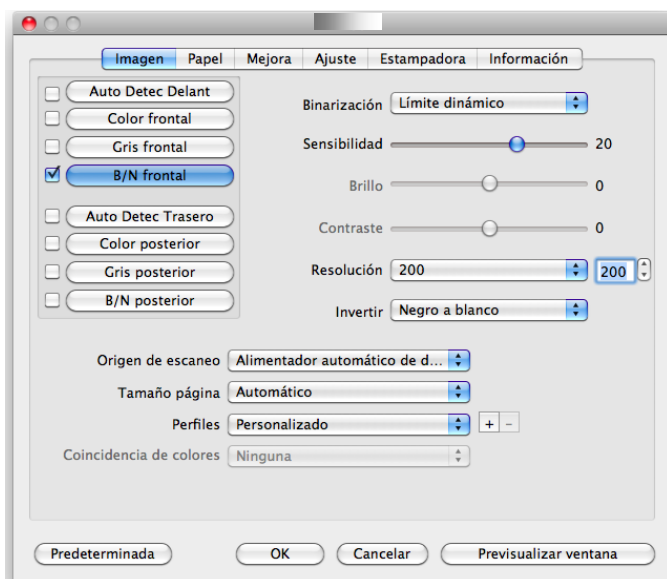 Imagen Papel Mejora Ajuste Estampadora Información
Auto Detec Delant
Color frontal
Gris frontal
B/N frontal
Auto Detec Trasero
Color posterior
Gris posterior
B/N posterior
Binarización Límite dinámico
Sensibilidad 20
Brillo 0
Contraste 0
Resolución 200 200
Invertir Negro a blanco
Origen de escaneo Alimentador automático de d...
Tamaño página Automático
Perfiles Personalizado + −
Coincidencia de colores Ninguna
Predeterminada OK Cancelar Previsualizar ventana